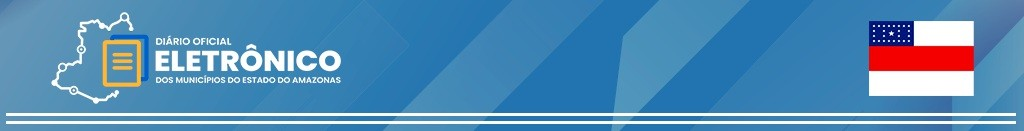 DIÁRIO OFICIAL
ELETRÔNICO
DOS MUNICÍPIOS DO ESTADO DO AMAZONAS